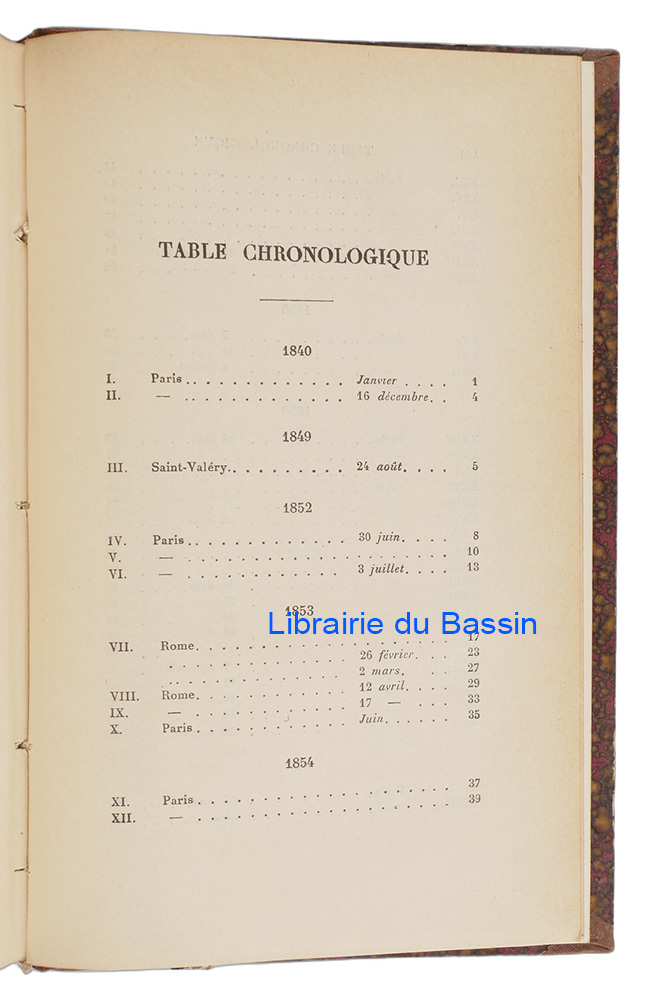 TABLE CHRONOLOGIQUE
1840
I. Paris . . . . . . . . . . . . . Janvier . . . . 1
II. — . . . . . . . . . . . . . 16 décembre. . 4
1849
III. Saint-Valéry. . . . . . . . . . 24 août. . . . 5
1852
IV. Paris . . . . . . . . . . . . . 30 juin. . . . 8
V. — . . . . . . . . . . . . . . . . . . . . 10
VI. — . . . . . . . . . . . . 3 juillet. . . . 13
1853
Librairie du Bassin
VII. Rome. . . . . . . . . . . . . . . . . . . 17
. . . . . . . . . . . . . 26 février. . . 23
. . . . . . . . . . . . . 2 mars. . . . 27
VIII. Rome. . . . . . . . . . . . 12 avril. . . . 29
IX. — . . . . . . . . . . . . 17 — . . . 33
X. Paris . . . . . . . . . . . . Juin. . . . . . 35
1854
XI. Paris . . . . . . . . . . . . . . . . . . . . 37
XII. — . . . . . . . . . . . . . . . . . . . . 39